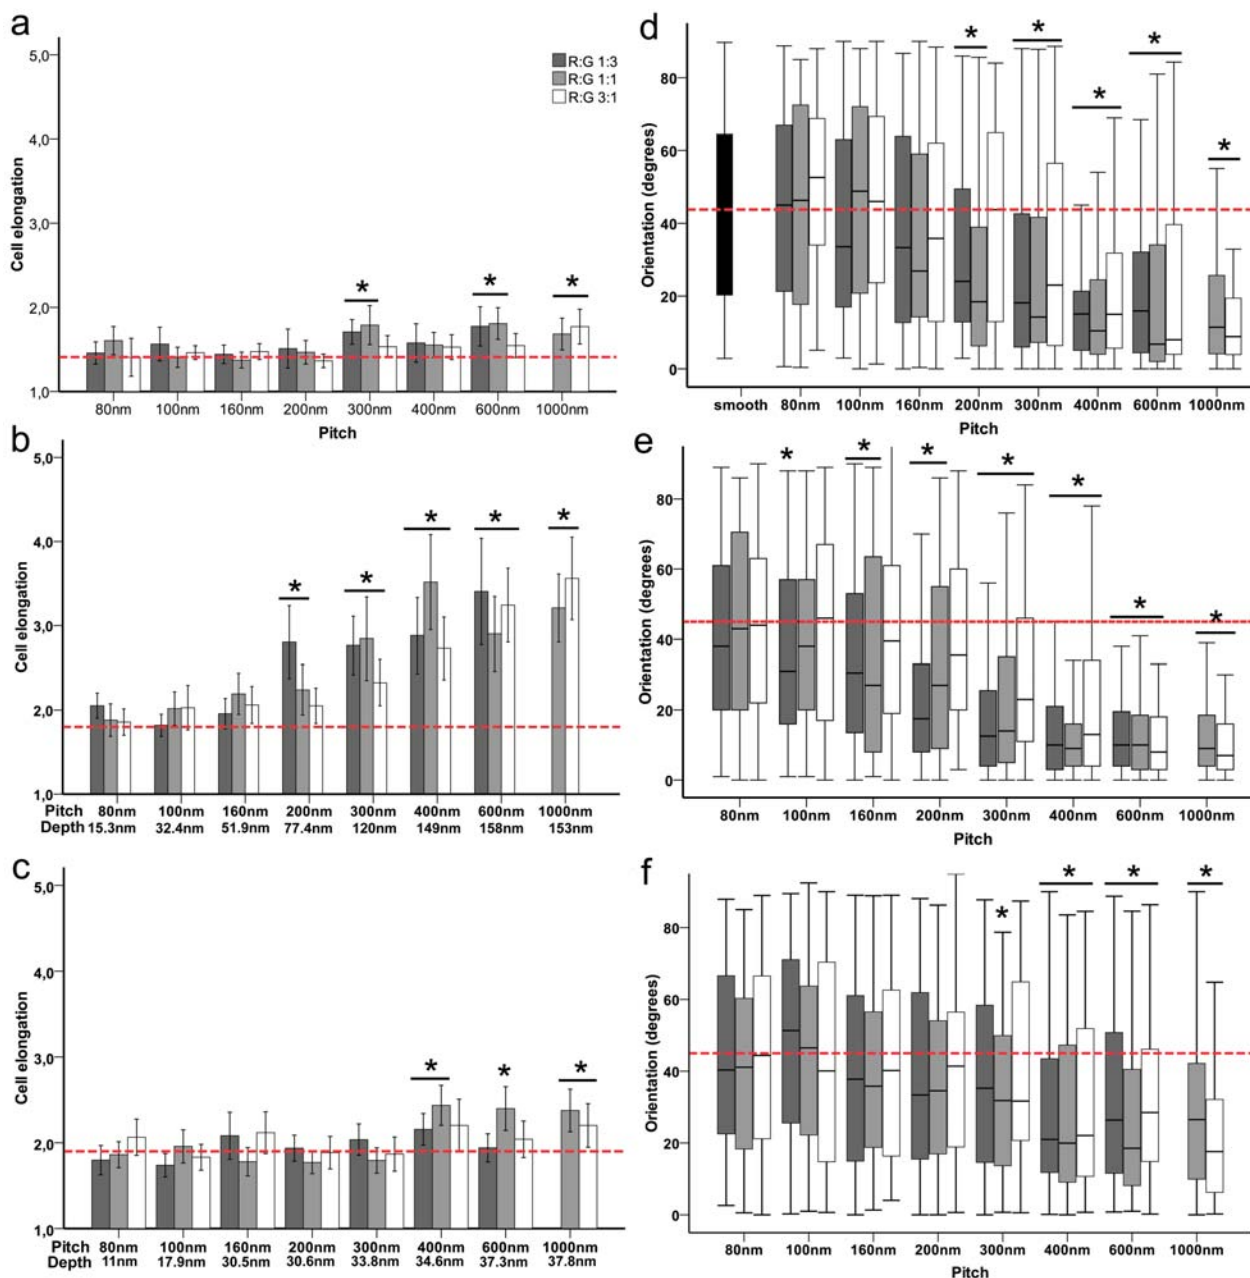 a
5,0
4,0
3,0
2,0
1,0
Cell elongation
R:G 1:3
R:G 1:1
R:G 3:1
* * *
80nm 100nm 160nm 200nm 300nm 400nm 600nm 1000nm
Pitch
b
5,0
4,0
3,0
2,0
1,0
Cell elongation
* * * * *
Pitch 80nm 100nm 160nm 200nm 300nm 400nm 600nm 1000nm
Depth 15.3nm 32.4nm 51.9nm 77.4nm 120nm 149nm 158nm 153nm
c
5,0
4,0
3,0
2,0
1,0
Cell elongation
* * *
Pitch 80nm 100nm 160nm 200nm 300nm 400nm 600nm 1000nm
Depth 11nm 17.9nm 30.5nm 30.6nm 33.8nm 34.6nm 37.3nm 37.8nm
d
80
60
40
20
0
Orientation (degrees)
* * * * *
smooth 80nm 100nm 160nm 200nm 300nm 400nm 600nm 1000nm
Pitch
e
80
60
40
20
0
Orientation (degrees)
* * * * * * *
80nm 100nm 160nm 200nm 300nm 400nm 600nm 1000nm
Pitch
f
80
60
40
20
0
Orientation (degrees)
* * * *
80nm 100nm 160nm 200nm 300nm 400nm 600nm 1000nm
Pitch